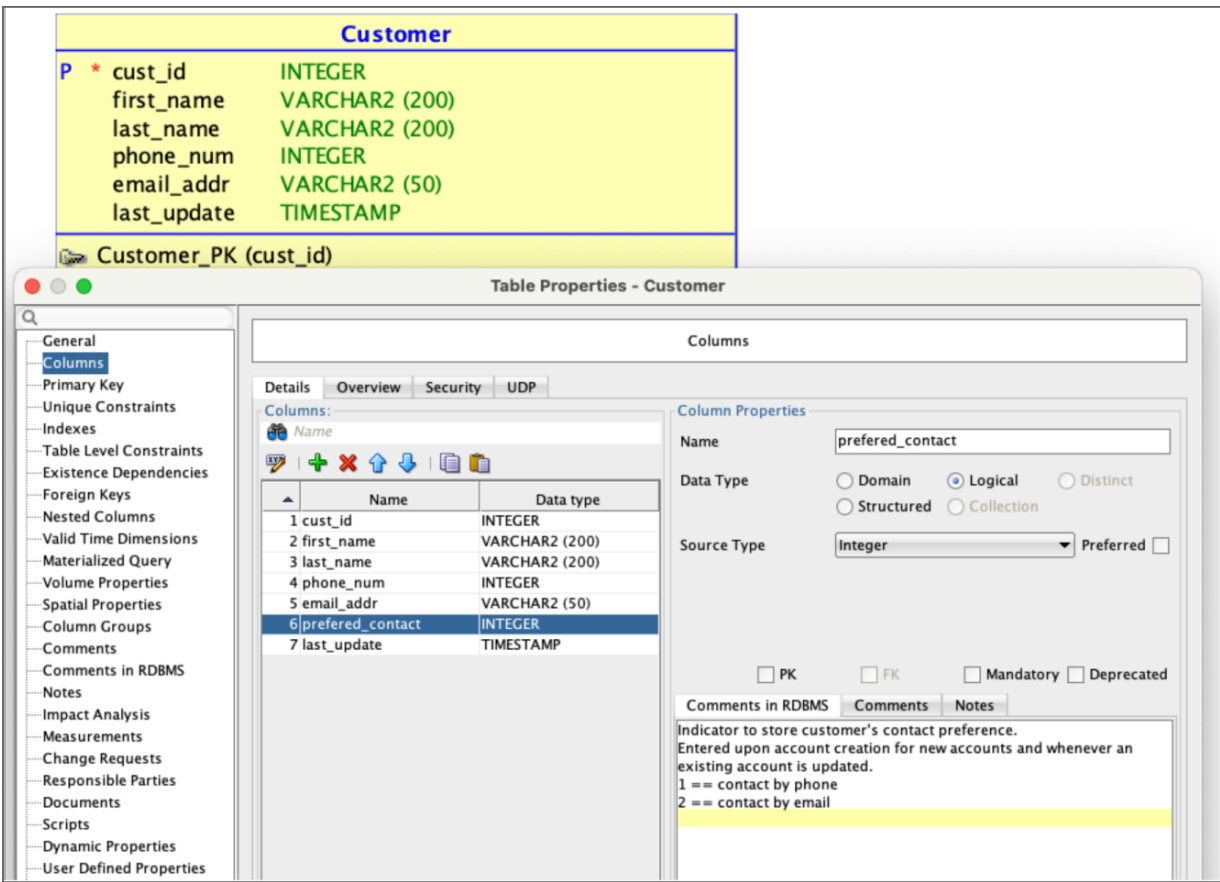 Customer
P * cust_id INTEGER
first_name VARCHAR2 (200)
last_name VARCHAR2 (200)
phone_num INTEGER
email_addr VARCHAR2 (50)
last_update TIMESTAMP
Customer_PK (cust_id)
Table Properties - Customer
General
Columns
Primary Key
Unique Constraints
Indexes
Table Level Constraints
Existence Dependencies
Foreign Keys
Nested Columns
Valid Time Dimensions
Materialized Query
Volume Properties
Spatial Properties
Column Groups
Comments
Comments in RDBMS
Notes
Impact Analysis
Measurements
Change Requests
Responsible Parties
Documents
Scripts
Dynamic Properties
User Defined Properties
Columns
Details Overview Security UDP
Columns:
Name
Name Data type
1 cust_id INTEGER
2 first_name VARCHAR2 (200)
3 last_name VARCHAR2 (200)
4 phone_num INTEGER
5 email_addr VARCHAR2 (50)
6 prefered_contact INTEGER
7 last_update TIMESTAMP
Column Properties
Name prefered_contact
Data Type Domain Logical Distinct
Structured Collection
Source Type Integer Preferred
PK FK Mandatory Deprecated
Comments in RDBMS Comments Notes
Indicator to store customer's contact preference.
Entered upon account creation for new accounts and whenever an
existing account is updated.
1 == contact by phone
2 == contact by email